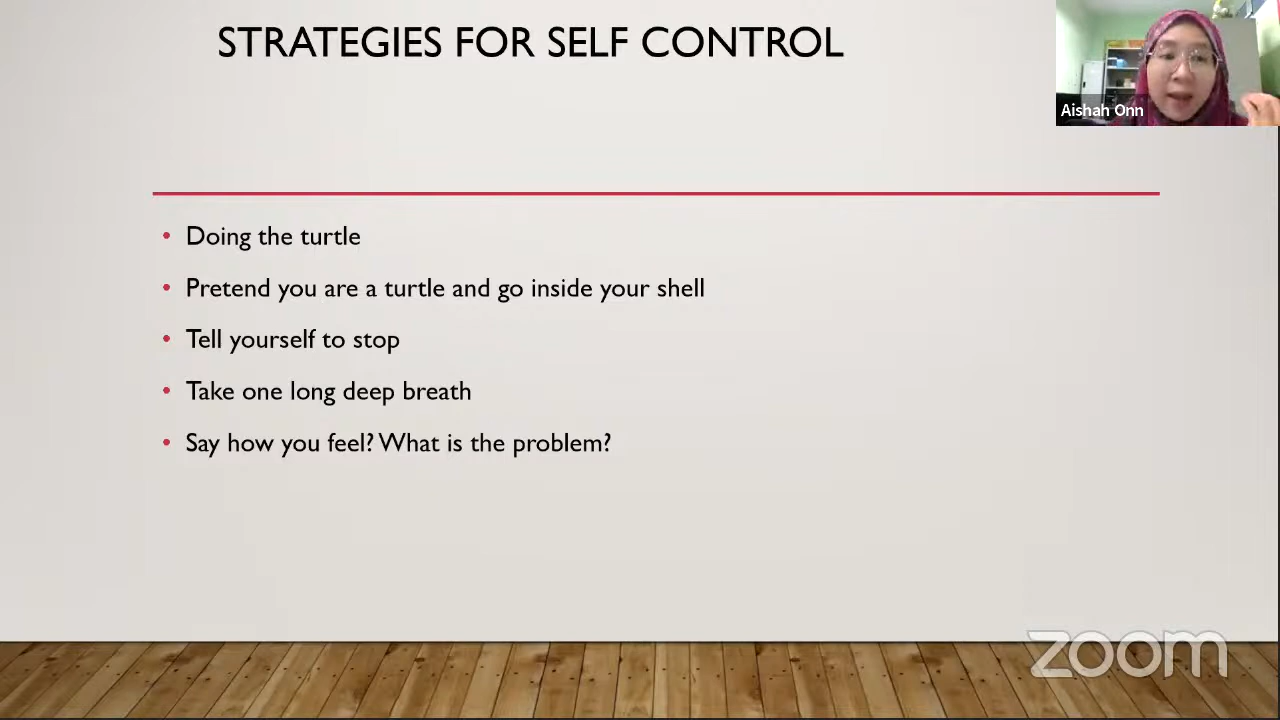 STRATEGIES FOR SELF CONTROL
Aishah Onn
• Doing the turtle
• Pretend you are a turtle and go inside your shell
• Tell yourself to stop
• Take one long deep breath
• Say how you feel? What is the problem?
zoom